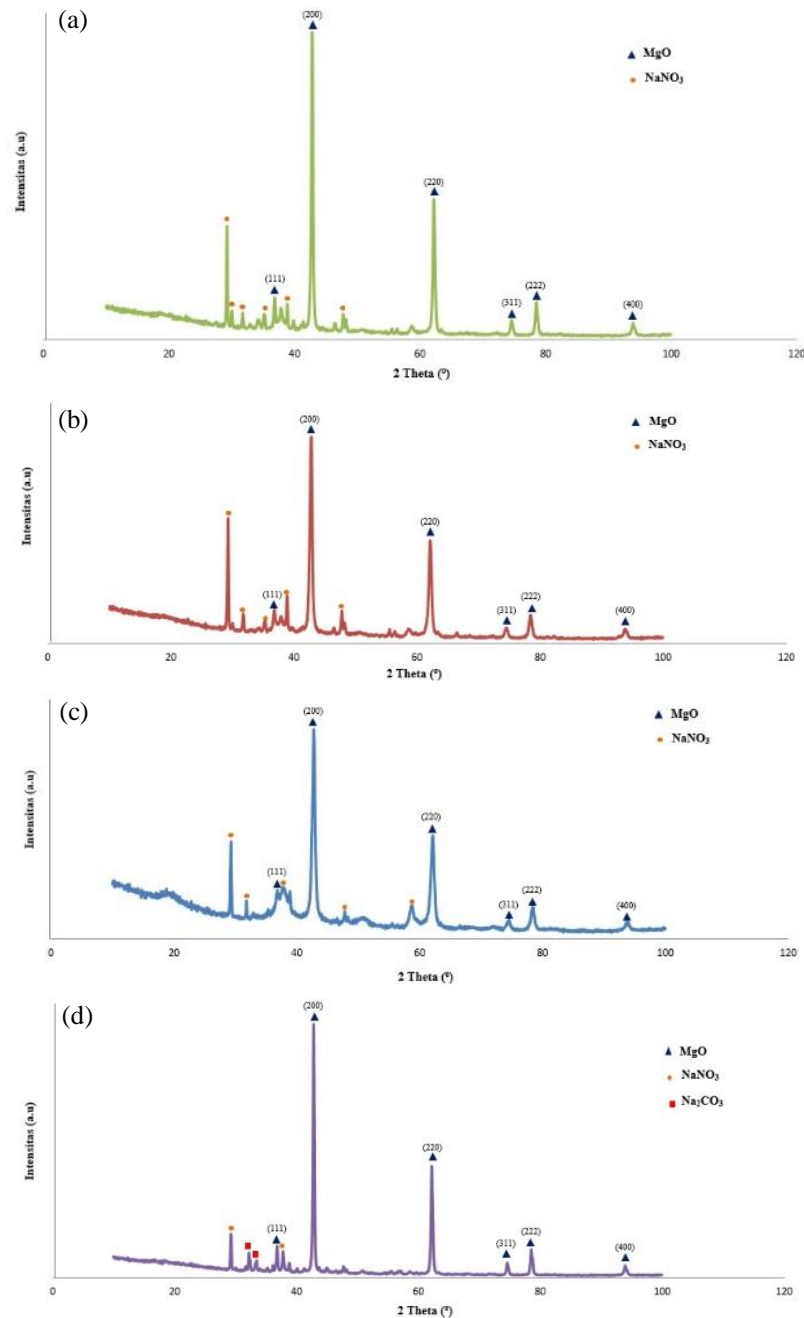 (a)
(200)
MgO
NaNO₃
Intensitas (a.u)
(220)
(111)
(311)
(222)
(400)
0 20 40 60 80 100 120
2 Theta (°)
(b)
(200)
MgO
NaNO₃
Intensitas (a.u)
(220)
(111)
(311)
(222)
(400)
0 20 40 60 80 100 120
2 Theta (°)
(c)
(200)
MgO
NaNO₃
Intensitas (a.u)
(220)
(111)
(311)
(222)
(400)
0 20 40 60 80 100 120
2 Theta (°)
(d)
(200)
MgO
NaNO₃
Na₂CO₃
Intensitas (a.u)
(220)
(111)
(311)
(222)
(400)
0 20 40 60 80 100 120
2 Theta (°)